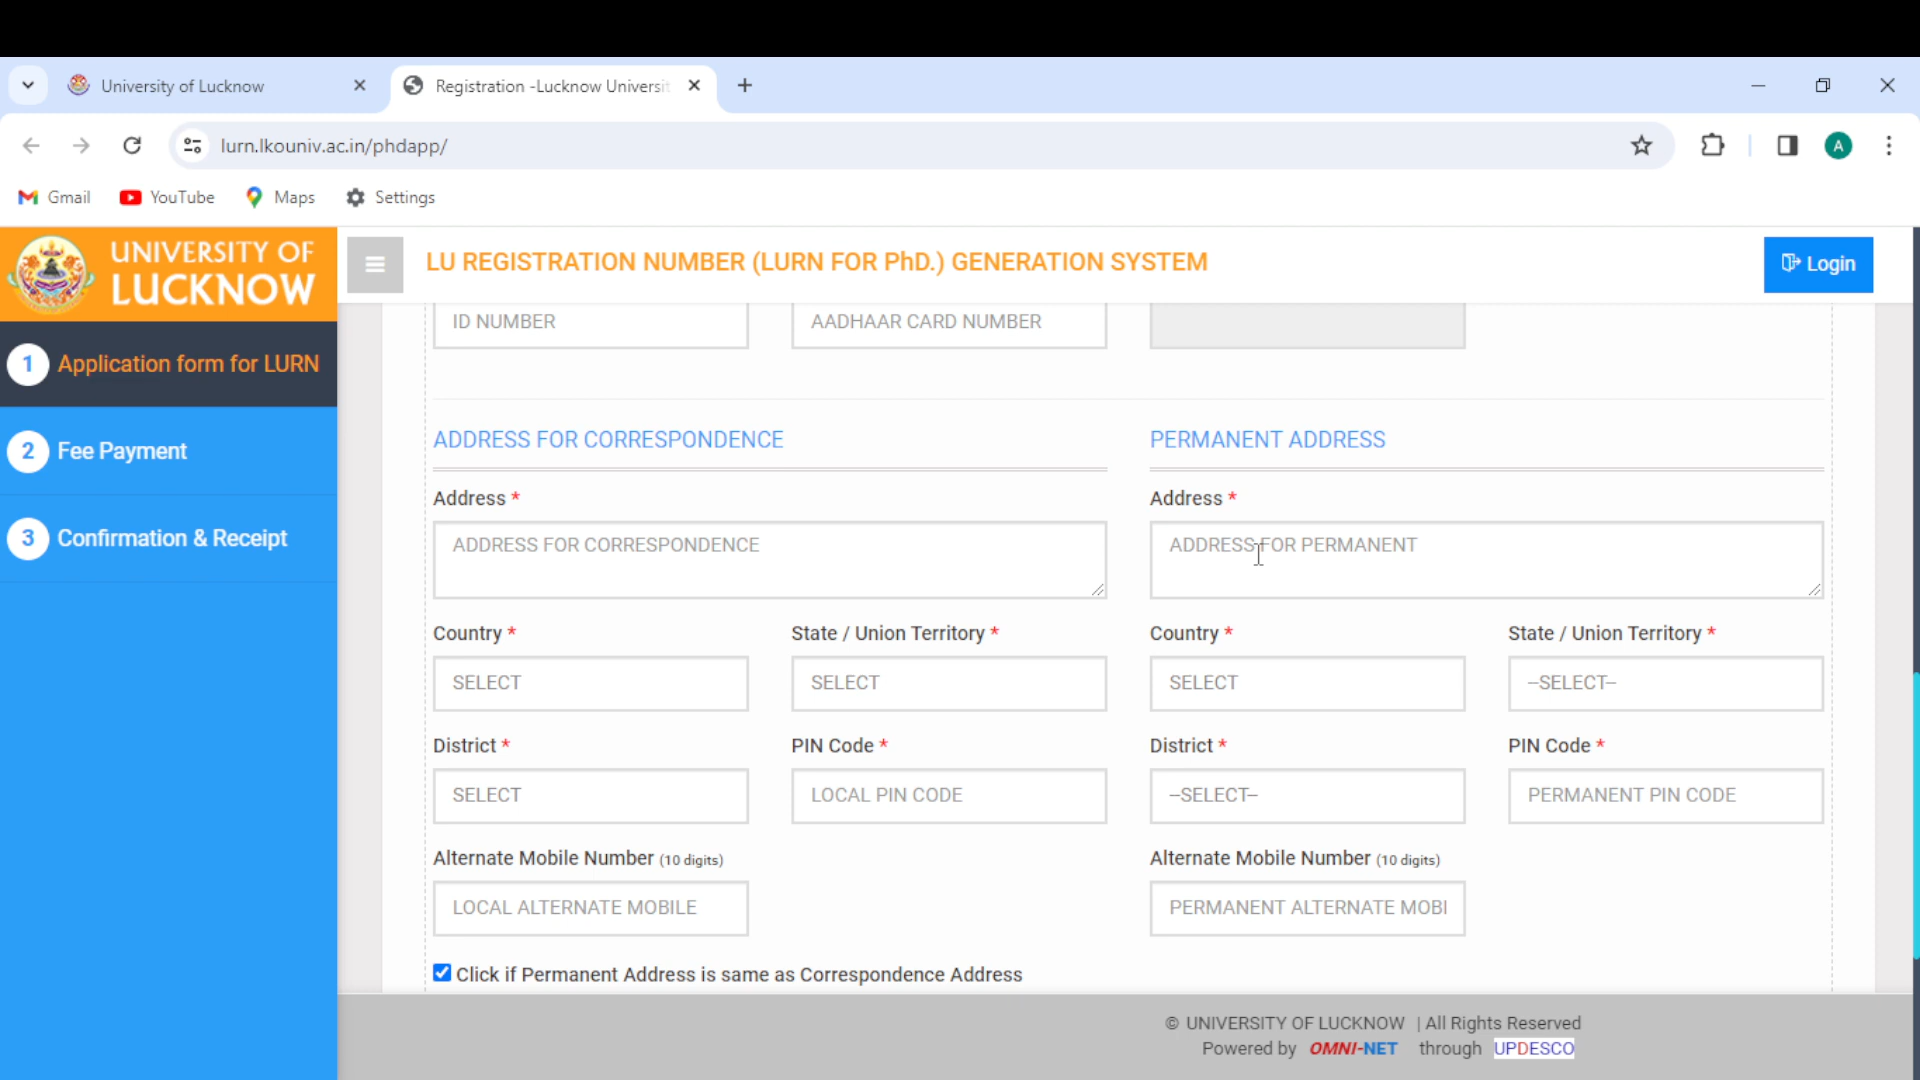 University of Lucknow
Registration -Lucknow Universit
lurn.lkouniv.ac.in/phdapp/
A
Gmail
YouTube
Maps
Settings
UNIVERSITY OF
LUCKNOW
LU REGISTRATION NUMBER (LURN FOR PhD.) GENERATION SYSTEM
Login
1 Application form for LURN
2 Fee Payment
3 Confirmation & Receipt
ID NUMBER
AADHAAR CARD NUMBER
ADDRESS FOR CORRESPONDENCE
PERMANENT ADDRESS
Address *
Address *
ADDRESS FOR CORRESPONDENCE
ADDRESS FOR PERMANENT
Country *
State / Union Territory *
Country *
State / Union Territory *
SELECT
SELECT
SELECT
--SELECT--
District *
PIN Code *
District *
PIN Code *
SELECT
LOCAL PIN CODE
--SELECT--
PERMANENT PIN CODE
Alternate Mobile Number (10 digits)
Alternate Mobile Number (10 digits)
LOCAL ALTERNATE MOBILE
PERMANENT ALTERNATE MOBI
Click if Permanent Address is same as Correspondence Address
© UNIVERSITY OF LUCKNOW | All Rights Reserved
Powered by OMNI-NET through UPDESCO